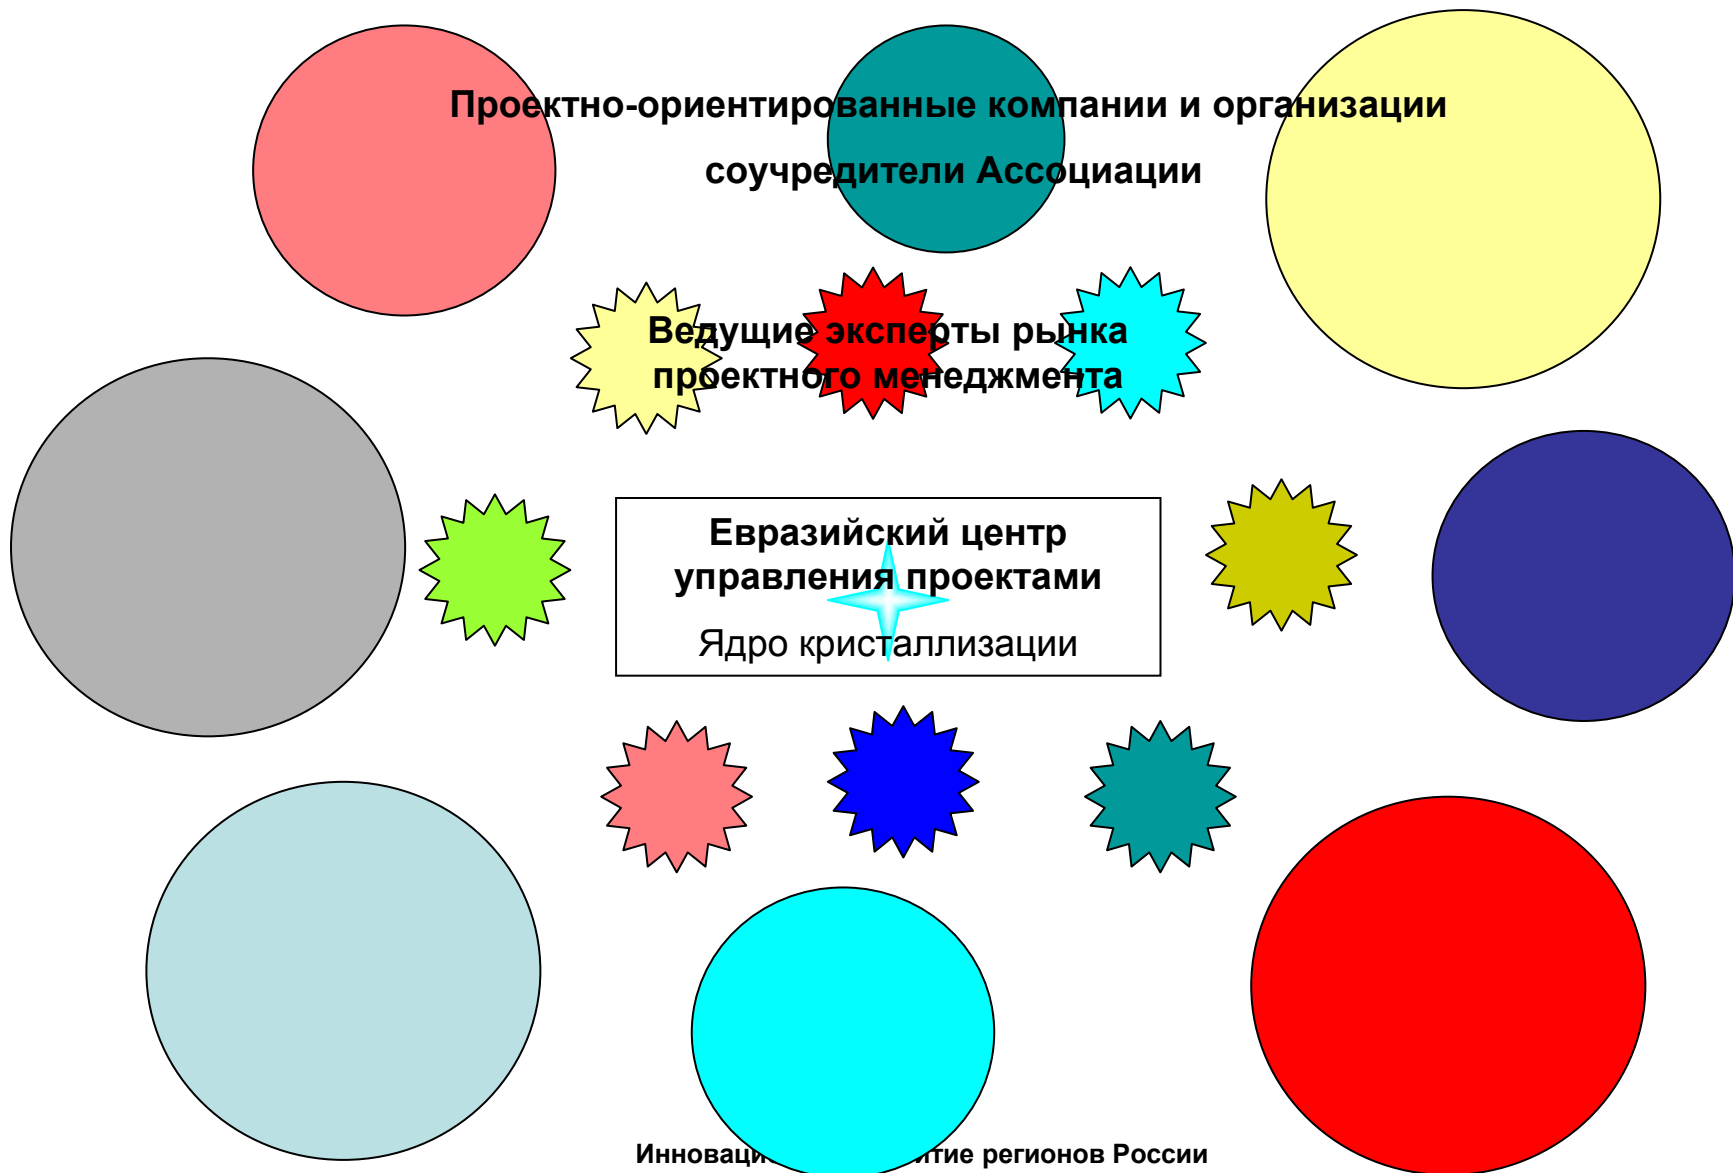 Проектно-ориентированные компании и организации
соучредители Ассоциации
Ведущие эксперты рынка
проектного менеджмента
Евразийский центр
управления проектами
Ядро кристаллизации
регионов России